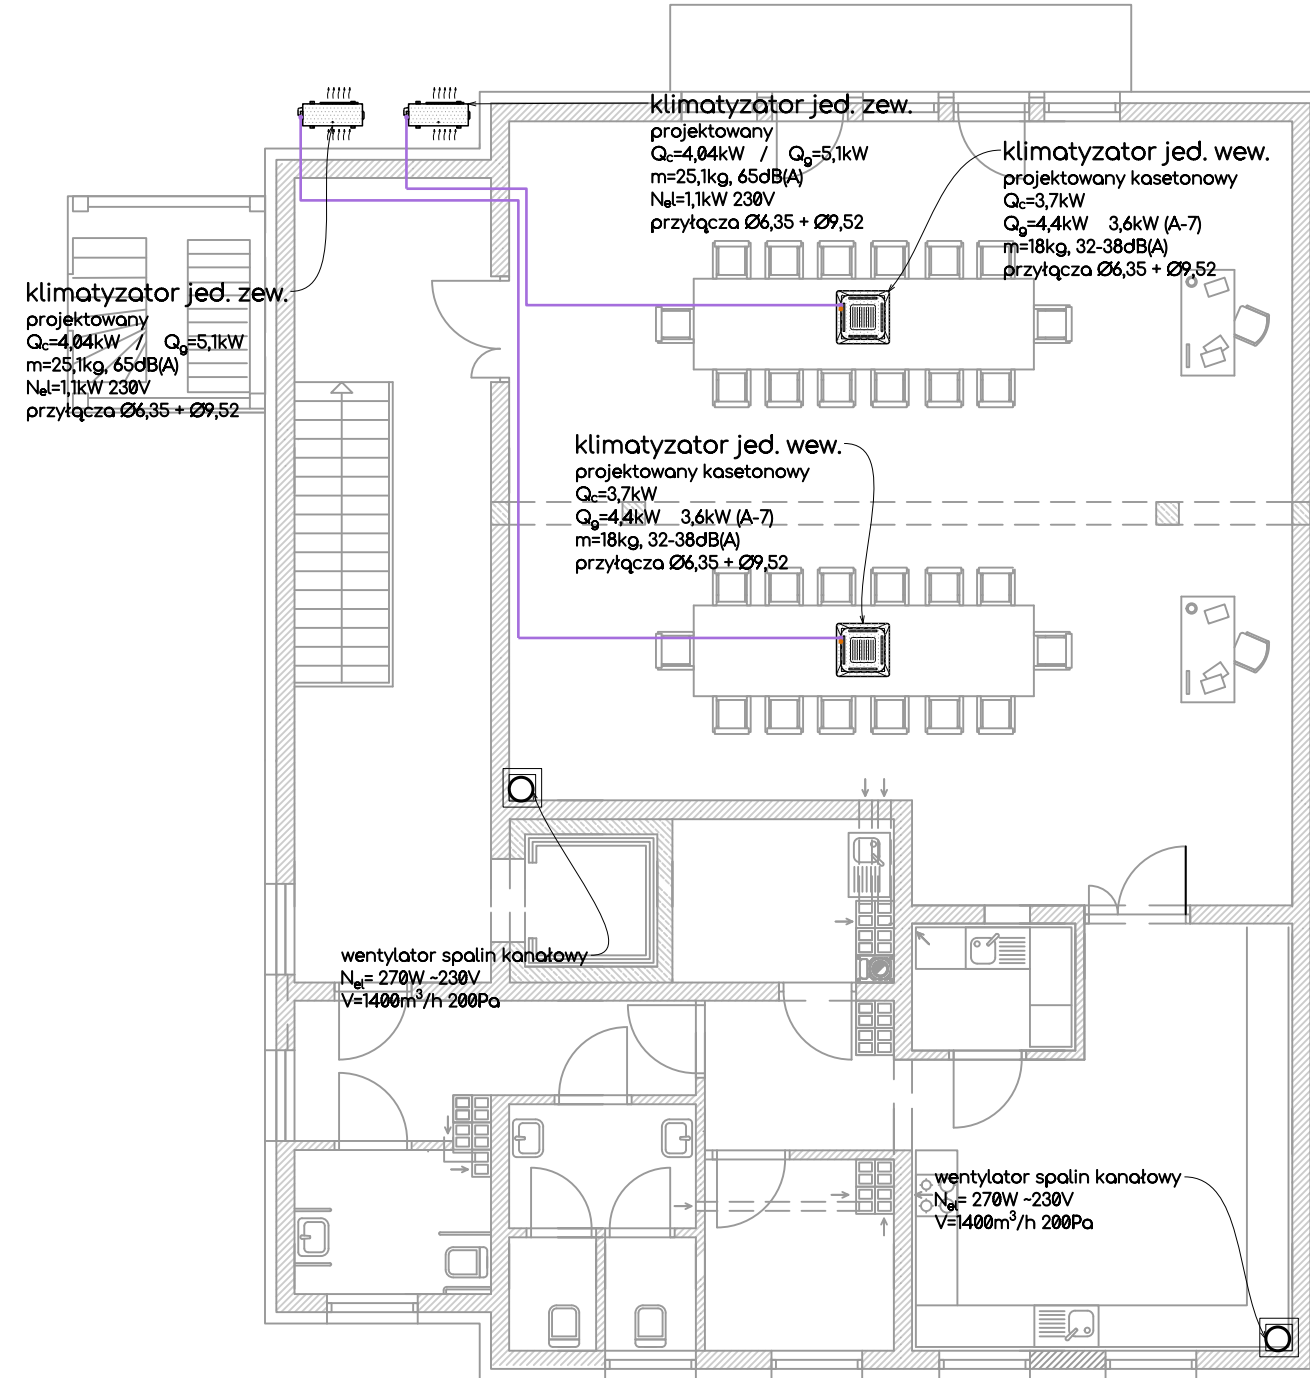 klimatyzator jed. zew.
projektowany
Qc=4,04kW / Qg=5,1kW
m=25,1kg, 65dB(A)
Nel=1,1kW 230V
przyłącza Ø6,35 + Ø9,52
klimatyzator jed. wew.
projektowany kasetonowy
Qc=3,7kW
Qg=4,4kW 3,6kW (A-7)
m=18kg, 32-38dB(A)
przyłącza Ø6,35 + Ø9,52
klimatyzator jed. zew.
projektowany
Qc=4,04kW / Qg=5,1kW
m=25,1kg, 65dB(A)
Nel=1,1kW 230V
przyłącza Ø6,35 + Ø9,52
klimatyzator jed. wew.
projektowany kasetonowy
Qc=3,7kW
Qg=4,4kW 3,6kW (A-7)
m=18kg, 32-38dB(A)
przyłącza Ø6,35 + Ø9,52
wentylator spalin kanałowy
Nel= 270W ~230V
V=1400m³/h 200Pa
wentylator spalin kanałowy
Nel= 270W ~230V
V=1400m³/h 200Pa